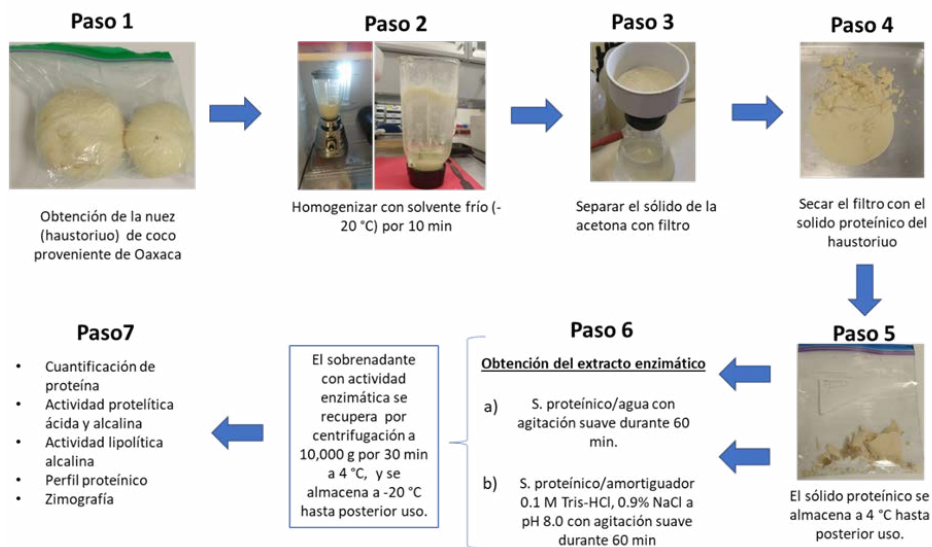 Paso 1
Obtención de la nuez
(haustoriuo) de coco
proveniente de Oaxaca
Paso 2
Homogenizar con solvente frío (-
20 °C) por 10 min
Paso 3
Separar el sólido de la
acetona con filtro
Paso 4
Secar el filtro con el
solido proteínico del
haustoriuo
Paso 5
El sólido proteínico se
almacena a 4 °C hasta
posterior uso.
Paso 6
Obtención del extracto enzimático
a) S. proteínico/agua con
agitación suave durante 60
min.
b) S. proteínico/amortiguador
0.1 M Tris-HCl, 0.9% NaCl a
pH 8.0 con agitación suave
durante 60 min
El sobrenadante
con actividad
enzimática se
recupera por
centrifugación a
10,000 g por 30 min
a 4 °C, y se
almacena a -20 °C
hasta posterior uso.
Paso7
• Cuantificación de
proteína
• Actividad protelítica
ácida y alcalina
• Actividad lipolítica
alcalina
• Perfil proteínico
• Zimografía